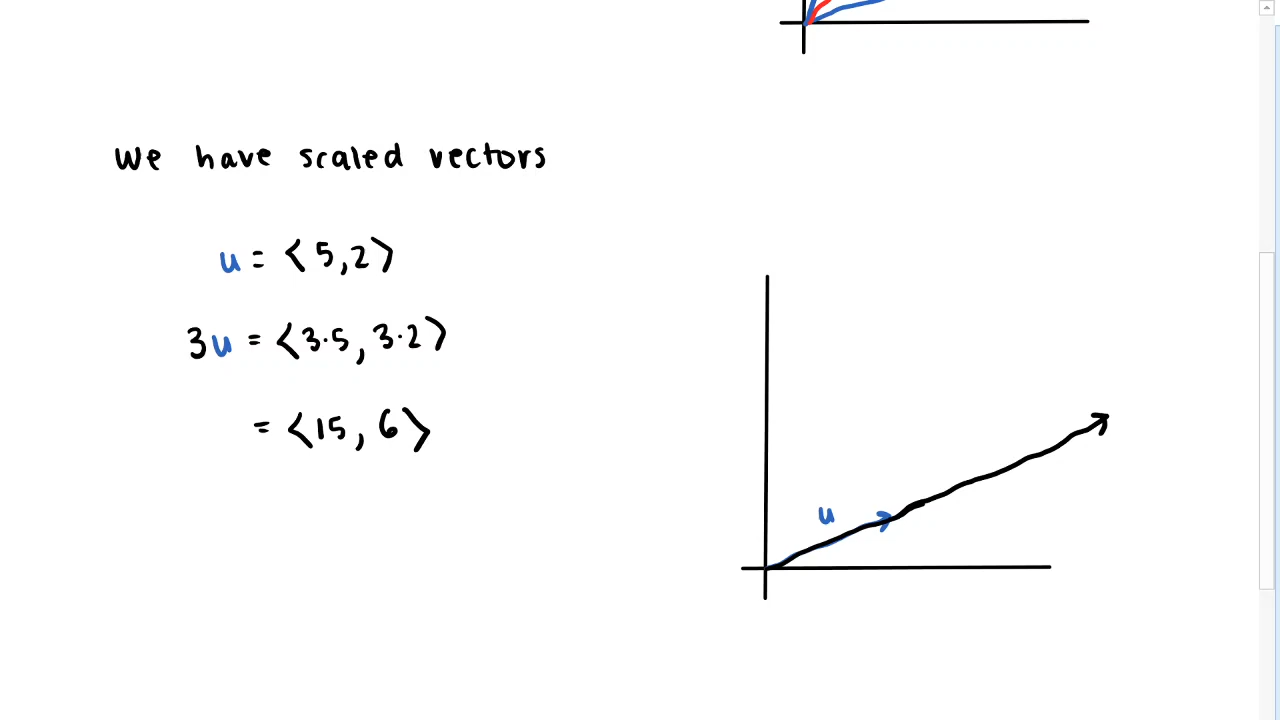 we have scaled vectors
u = ⟨5,2⟩
3u = ⟨3·5, 3·2⟩
= ⟨15, 6⟩
u